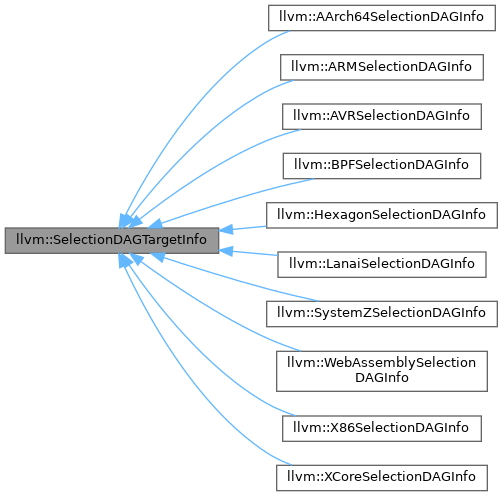 llvm::AArch64SelectionDAGInfo
llvm::ARMSelectionDAGInfo
llvm::AVRSelectionDAGInfo
llvm::BPFSelectionDAGInfo
llvm::HexagonSelectionDAGInfo
llvm::SelectionDAGTargetInfo
llvm::LanaiSelectionDAGInfo
llvm::SystemZSelectionDAGInfo
llvm::WebAssemblySelection
DAGInfo
llvm::X86SelectionDAGInfo
llvm::XCoreSelectionDAGInfo